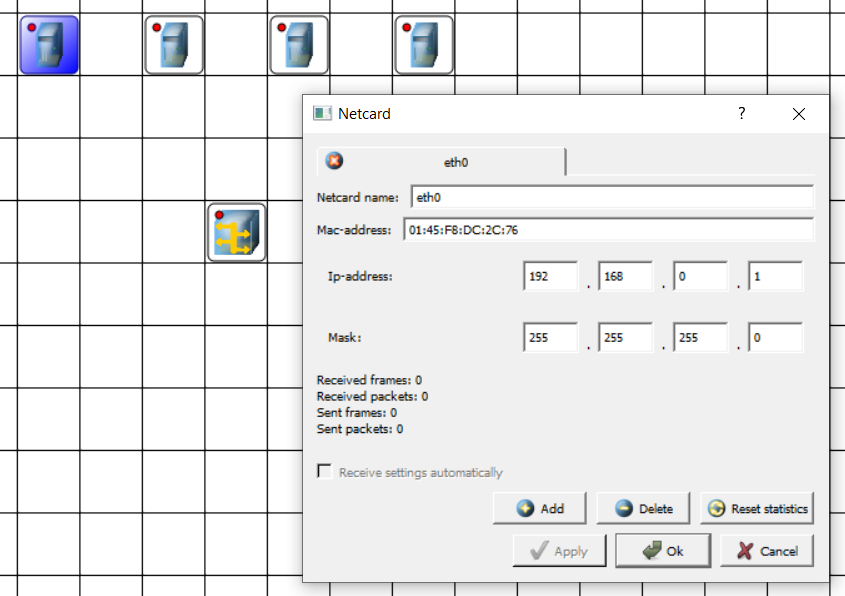 Netcard
?
eth0
Netcard name: eth0
Mac-address: 01:45:F8:DC:2C:76
Ip-address: 192 . 168 . 0 . 1
Mask: 255 . 255 . 255 . 0
Received frames: 0
Received packets: 0
Sent frames: 0
Sent packets: 0
Receive settings automatically
Add Delete Reset statistics
Apply Ok Cancel